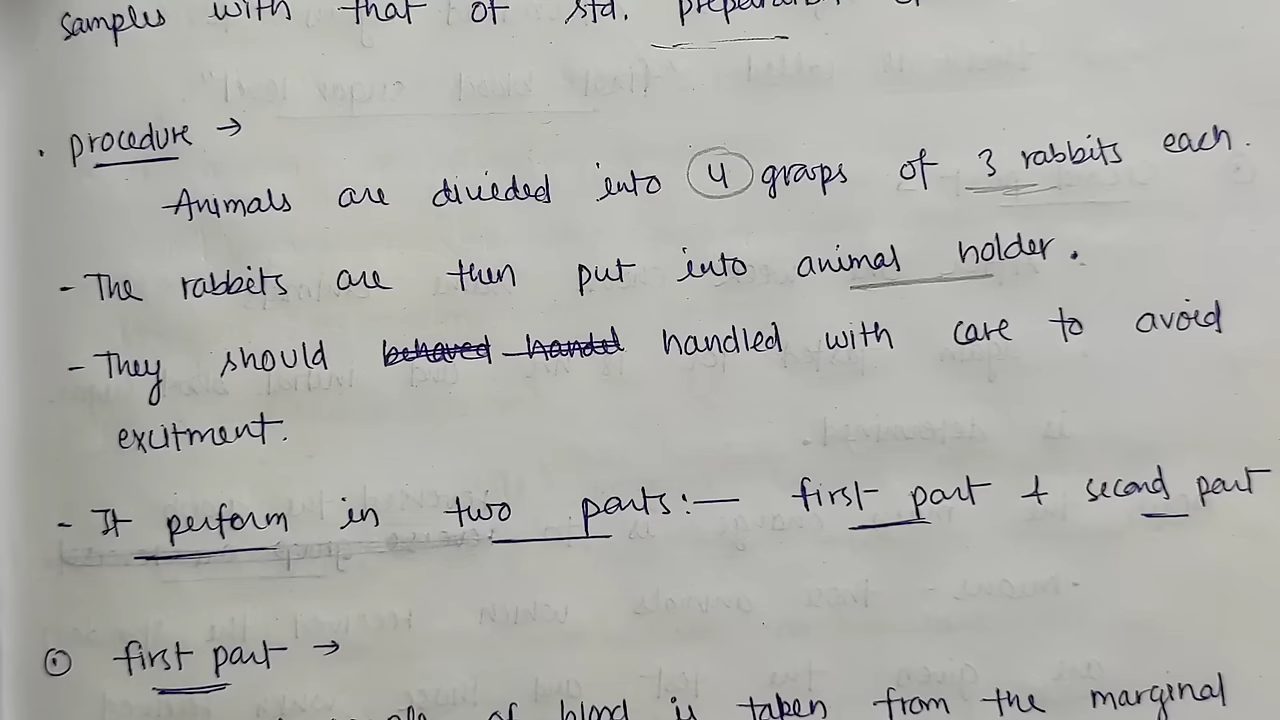 samples with that of std. preparation
. procedure →
Animals are divided into 4 groups of 3 rabbits each.
- The rabbits are then put into animal holder.
- They should behaved handel handled with care to avoid
excitment.
- It perform in two parts:— first part + second part
① first part →
of blood is taken from the marginal